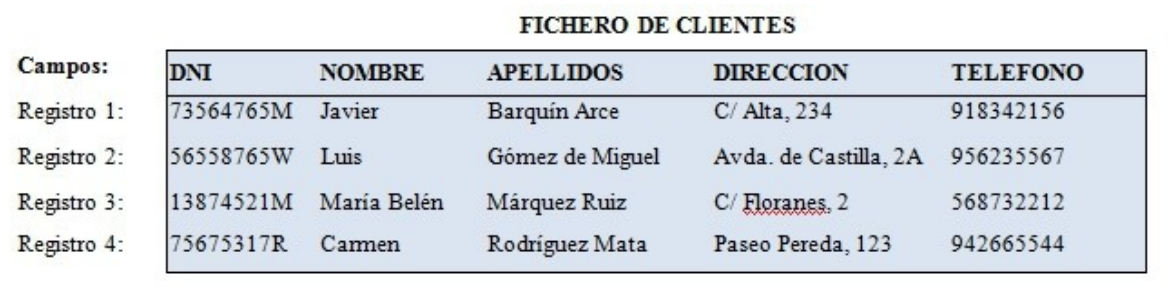 FICHERO DE CLIENTES
Campos: DNI NOMBRE APELLIDOS DIRECCION TELEFONO
Registro 1: 73564765M Javier Barquín Arce C/ Alta, 234 918342156
Registro 2: 56558765W Luis Gómez de Miguel Avda. de Castilla, 2A 956235567
Registro 3: 13874521M María Belén Márquez Ruiz C/ Floranes, 2 568732212
Registro 4: 75675317R Carmen Rodríguez Mata Paseo Pereda, 123 942665544